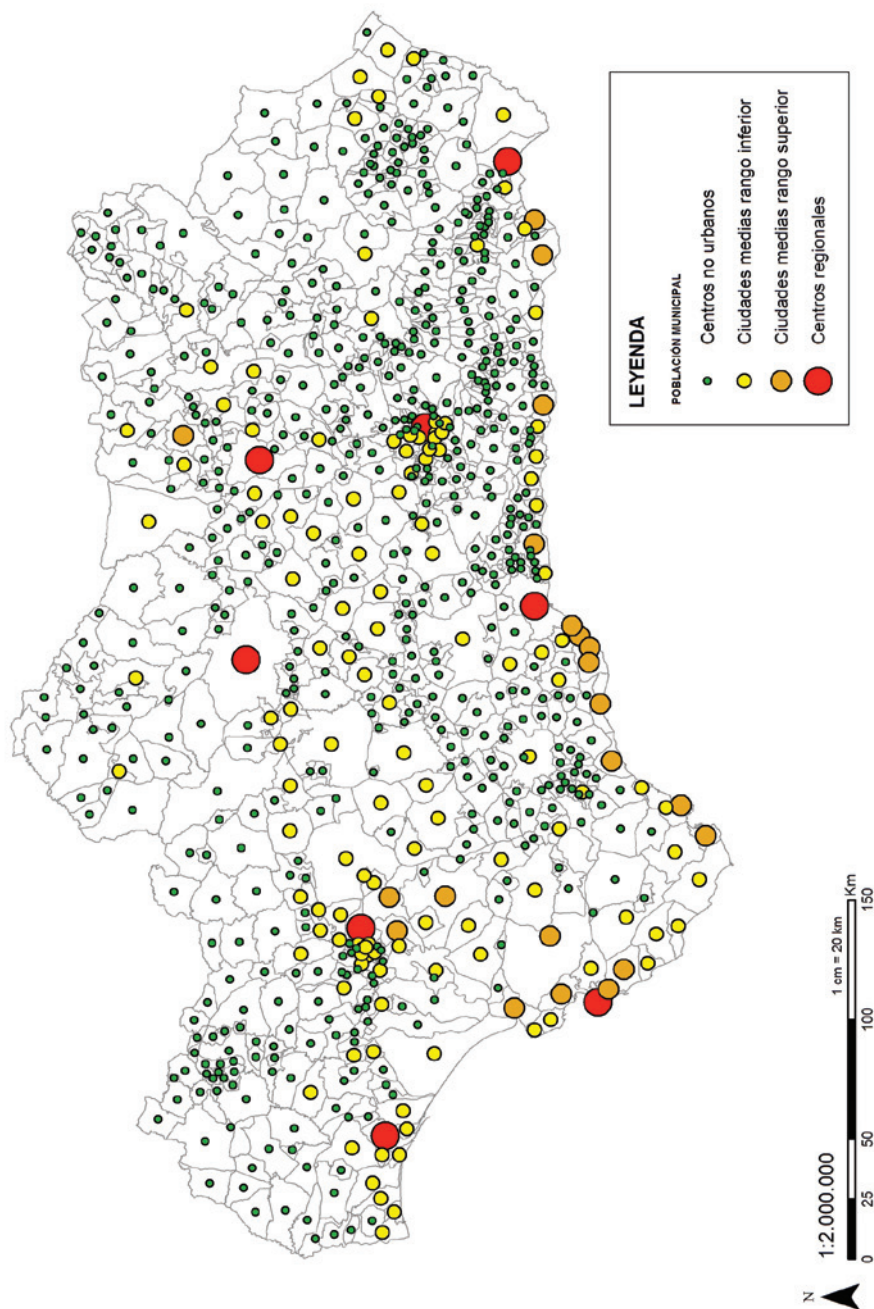 LEYENDA
POBLACIÓN MUNICIPAL
Centros no urbanos
Ciudades medias rango inferior
Ciudades medias rango superior
Centros regionales
N
1:2.000.000
1 cm = 20 km
0 25 50 100 150
Km